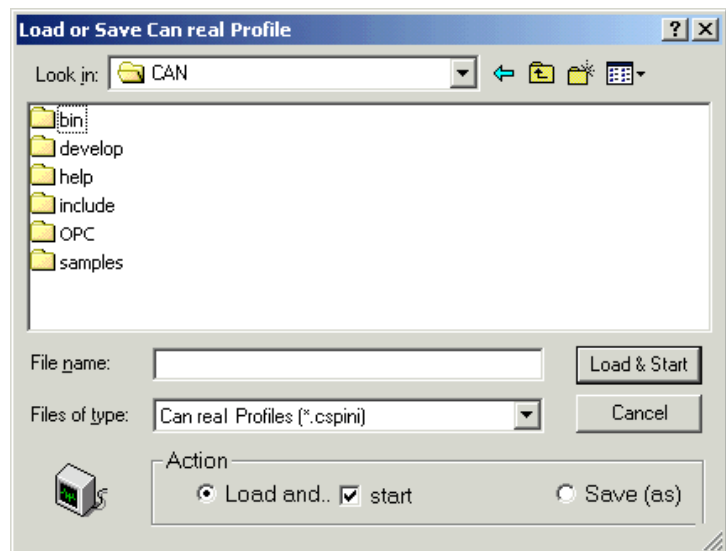 Load or Save Can real Profile
Look in: CAN
bin
develop
help
include
OPC
samples
File name:
Load & Start
Files of type: Can real Profiles (*.cspini)
Cancel
Action
Load and.. start Save (as)